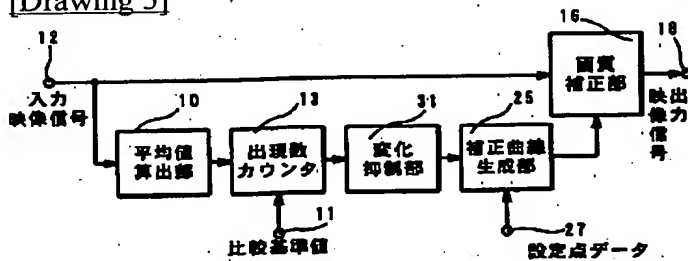 [Drawing 5]
12
入力
映像信号
10
平均値
算出部
13
出現数
カウンタ
11
比較基準値
31
変化
抑制部
25
補正曲線
生成部
27
設定点データ
16
画質
補正部
18
出力
映像信号